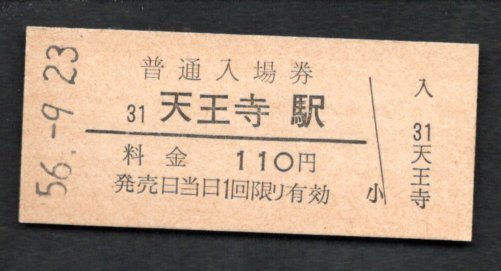 56.-9.23
普通入場券
31 天王寺駅
料金 110円
発売日当日1回限り有効
小
入
31
天王寺